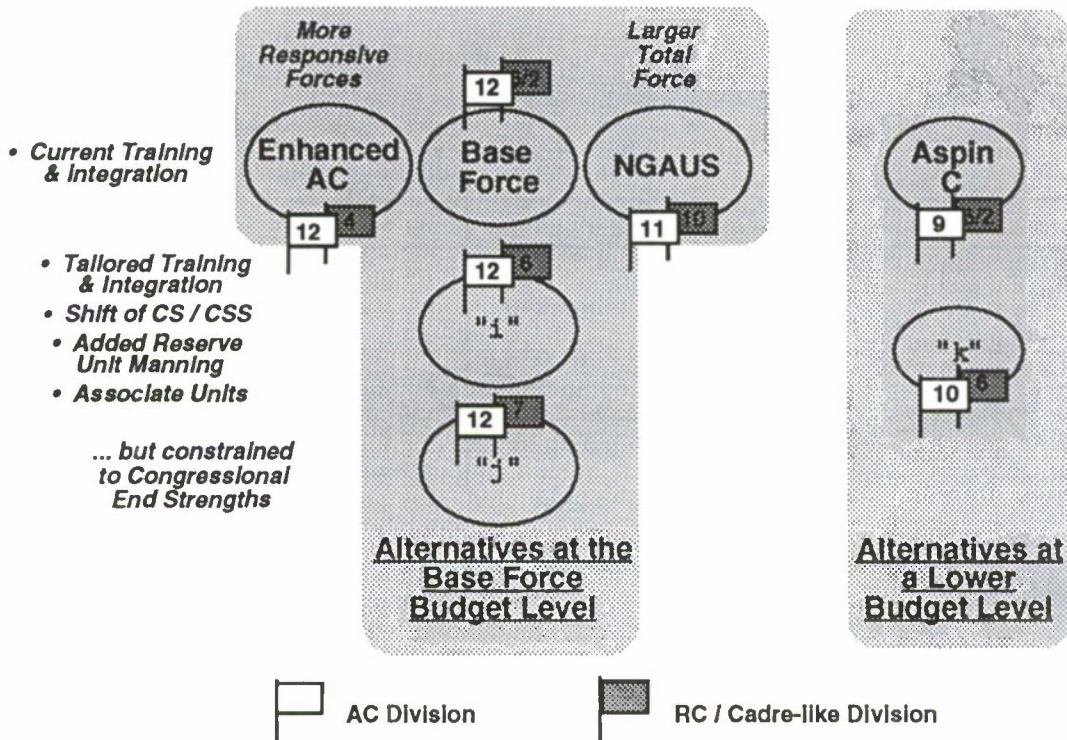 More
Responsive
Forces
Larger
Total
Force
12
/2
• Current Training
& Integration
Enhanced
AC
Base
Force
NGAUS
Aspin
C
12
4
11
10
9
/2
• Tailored Training
& Integration
• Shift of CS / CSS
• Added Reserve
Unit Manning
• Associate Units
12
6
"i"
"k"
10
6
12
7
"j"
... but constrained
to Congressional
End Strengths
Alternatives at the
Base Force
Budget Level
Alternatives at
a Lower
Budget Level
AC Division
RC / Cadre-like Division